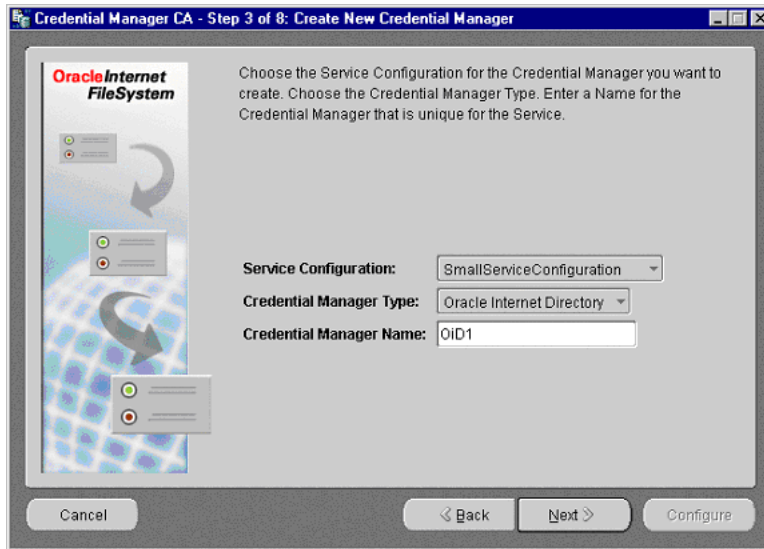 Credential Manager CA - Step 3 of 8: Create New Credential Manager
Oracle Internet
FileSystem
Choose the Service Configuration for the Credential Manager you want to
create. Choose the Credential Manager Type. Enter a Name for the
Credential Manager that is unique for the Service.
Service Configuration: SmallServiceConfiguration
Credential Manager Type: Oracle Internet Directory
Credential Manager Name: OiD1
Cancel Back Next Configure